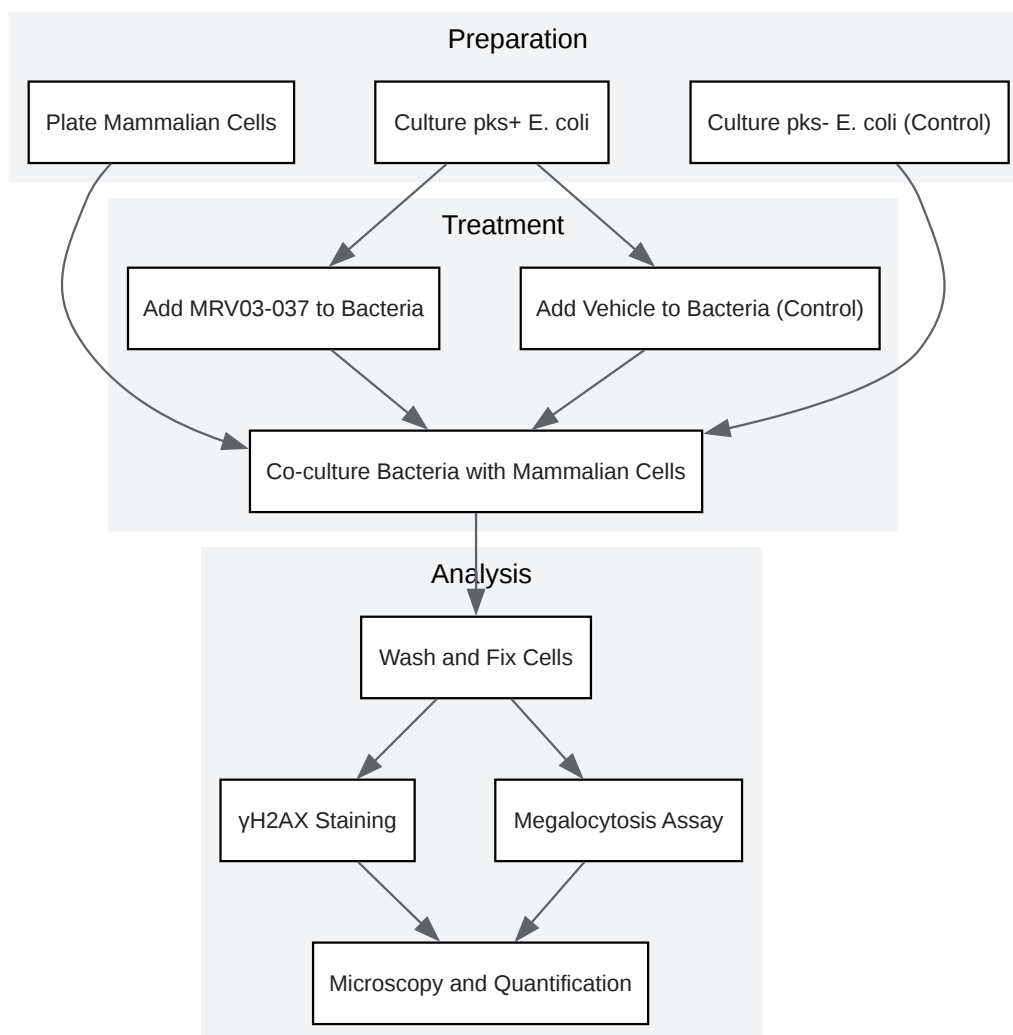 Preparation
Plate Mammalian Cells
Culture pks+ E. coli
Culture pks- E. coli (Control)
Treatment
Add MRV03-037 to Bacteria
Add Vehicle to Bacteria (Control)
Co-culture Bacteria with Mammalian Cells
Analysis
Wash and Fix Cells
γH2AX Staining
Megalocytosis Assay
Microscopy and Quantification